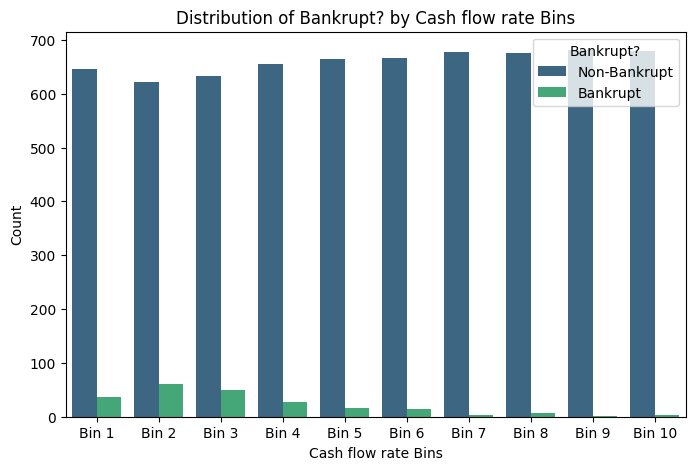 Distribution of Bankrupt? by Cash flow rate Bins
700
600
500
400
300
200
100
0
Count
Bankrupt?
Non-Bankrupt
Bankrupt
Bin 1 Bin 2 Bin 3 Bin 4 Bin 5 Bin 6 Bin 7 Bin 8 Bin 9 Bin 10
Cash flow rate Bins